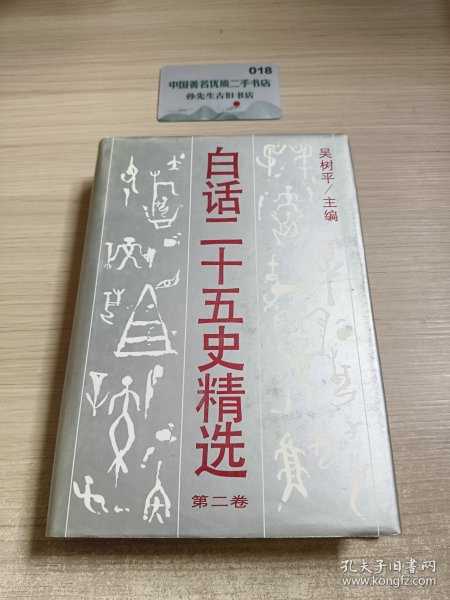 018
中国著名优质二手书店
孙先生古旧书店
吴树平/主编
白话二十五史精选
第二卷
孔夫子旧书网
www.kongfz.com